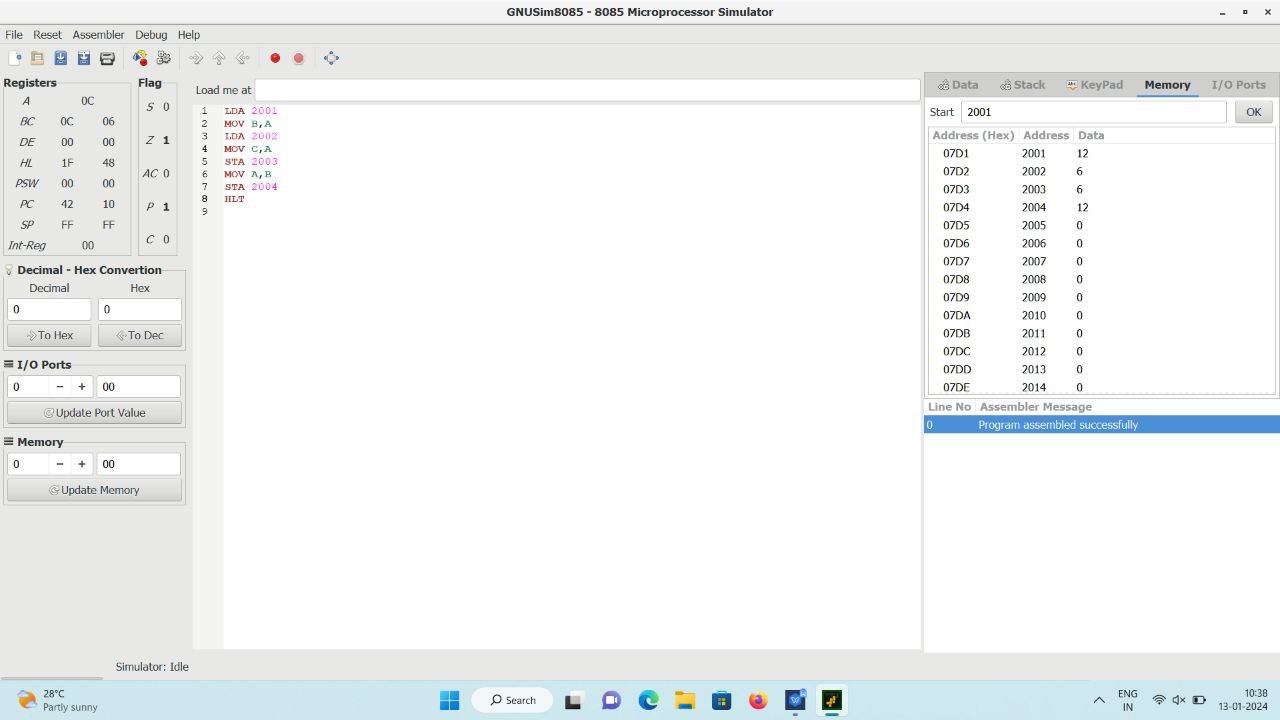 GNUSim8085 - 8085 Microprocessor Simulator
File Reset Assembler Debug Help
Registers
A 0C
BC 0C 06
DE 00 00
HL 1F 48
PSW 00 00
PC 42 10
SP FF FF
Int-Reg 00
Flag
S 0
Z 1
AC 0
P 1
C 0
Decimal - Hex Convertion
Decimal Hex
0 0
To Hex To Dec
I/O Ports
0 − + 00
Update Port Value
Memory
0 − + 00
Update Memory
Load me at
1 LDA 2001
2 MOV B,A
3 LDA 2002
4 MOV C,A
5 STA 2003
6 MOV A,B
7 STA 2004
8 HLT
9
Data Stack KeyPad Memory I/O Ports
Start 2001 OK
Address (Hex) Address Data
07D1 2001 12
07D2 2002 6
07D3 2003 6
07D4 2004 12
07D5 2005 0
07D6 2006 0
07D7 2007 0
07D8 2008 0
07D9 2009 0
07DA 2010 0
07DB 2011 0
07DC 2012 0
07DD 2013 0
07DE 2014 0
Line No Assembler Message
0 Program assembled successfully
Simulator: Idle
28°C
Partly sunny
Search
ENG
IN
10:38
13-01-2024